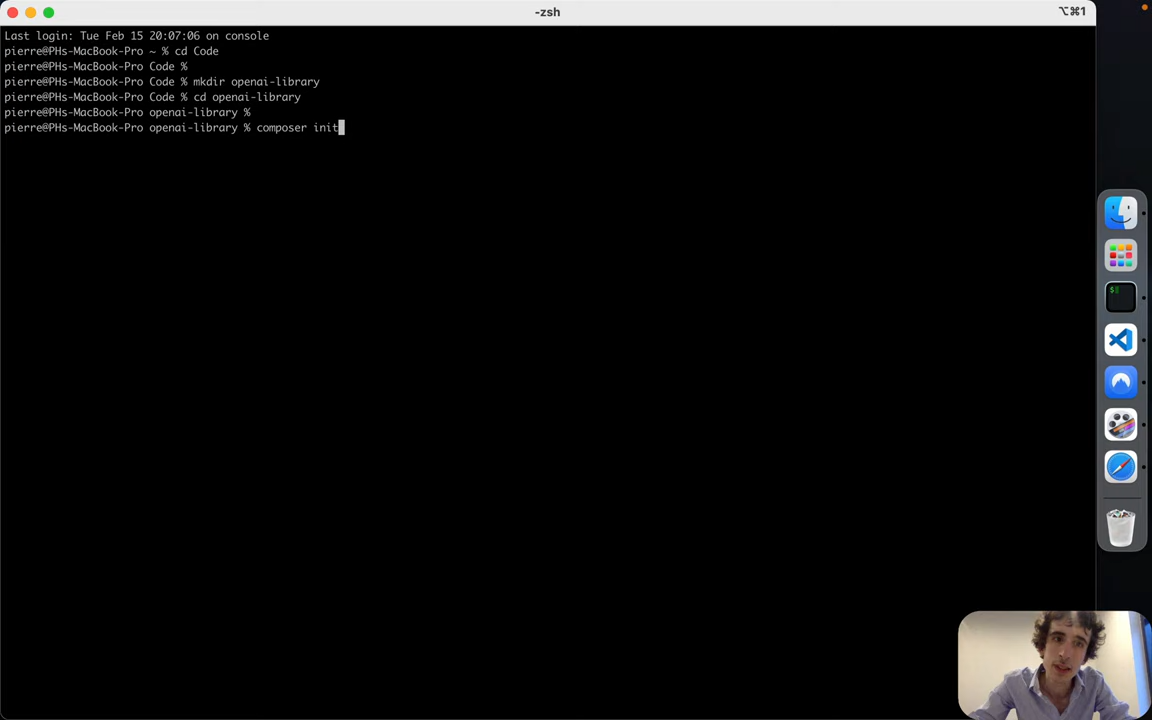 -zsh
⌥⌘1
Last login: Tue Feb 15 20:07:06 on console
pierre@PHs-MacBook-Pro ~ % cd Code
pierre@PHs-MacBook-Pro Code %
pierre@PHs-MacBook-Pro Code % mkdir openai-library
pierre@PHs-MacBook-Pro Code % cd openai-library
pierre@PHs-MacBook-Pro openai-library %
pierre@PHs-MacBook-Pro openai-library % composer init
$